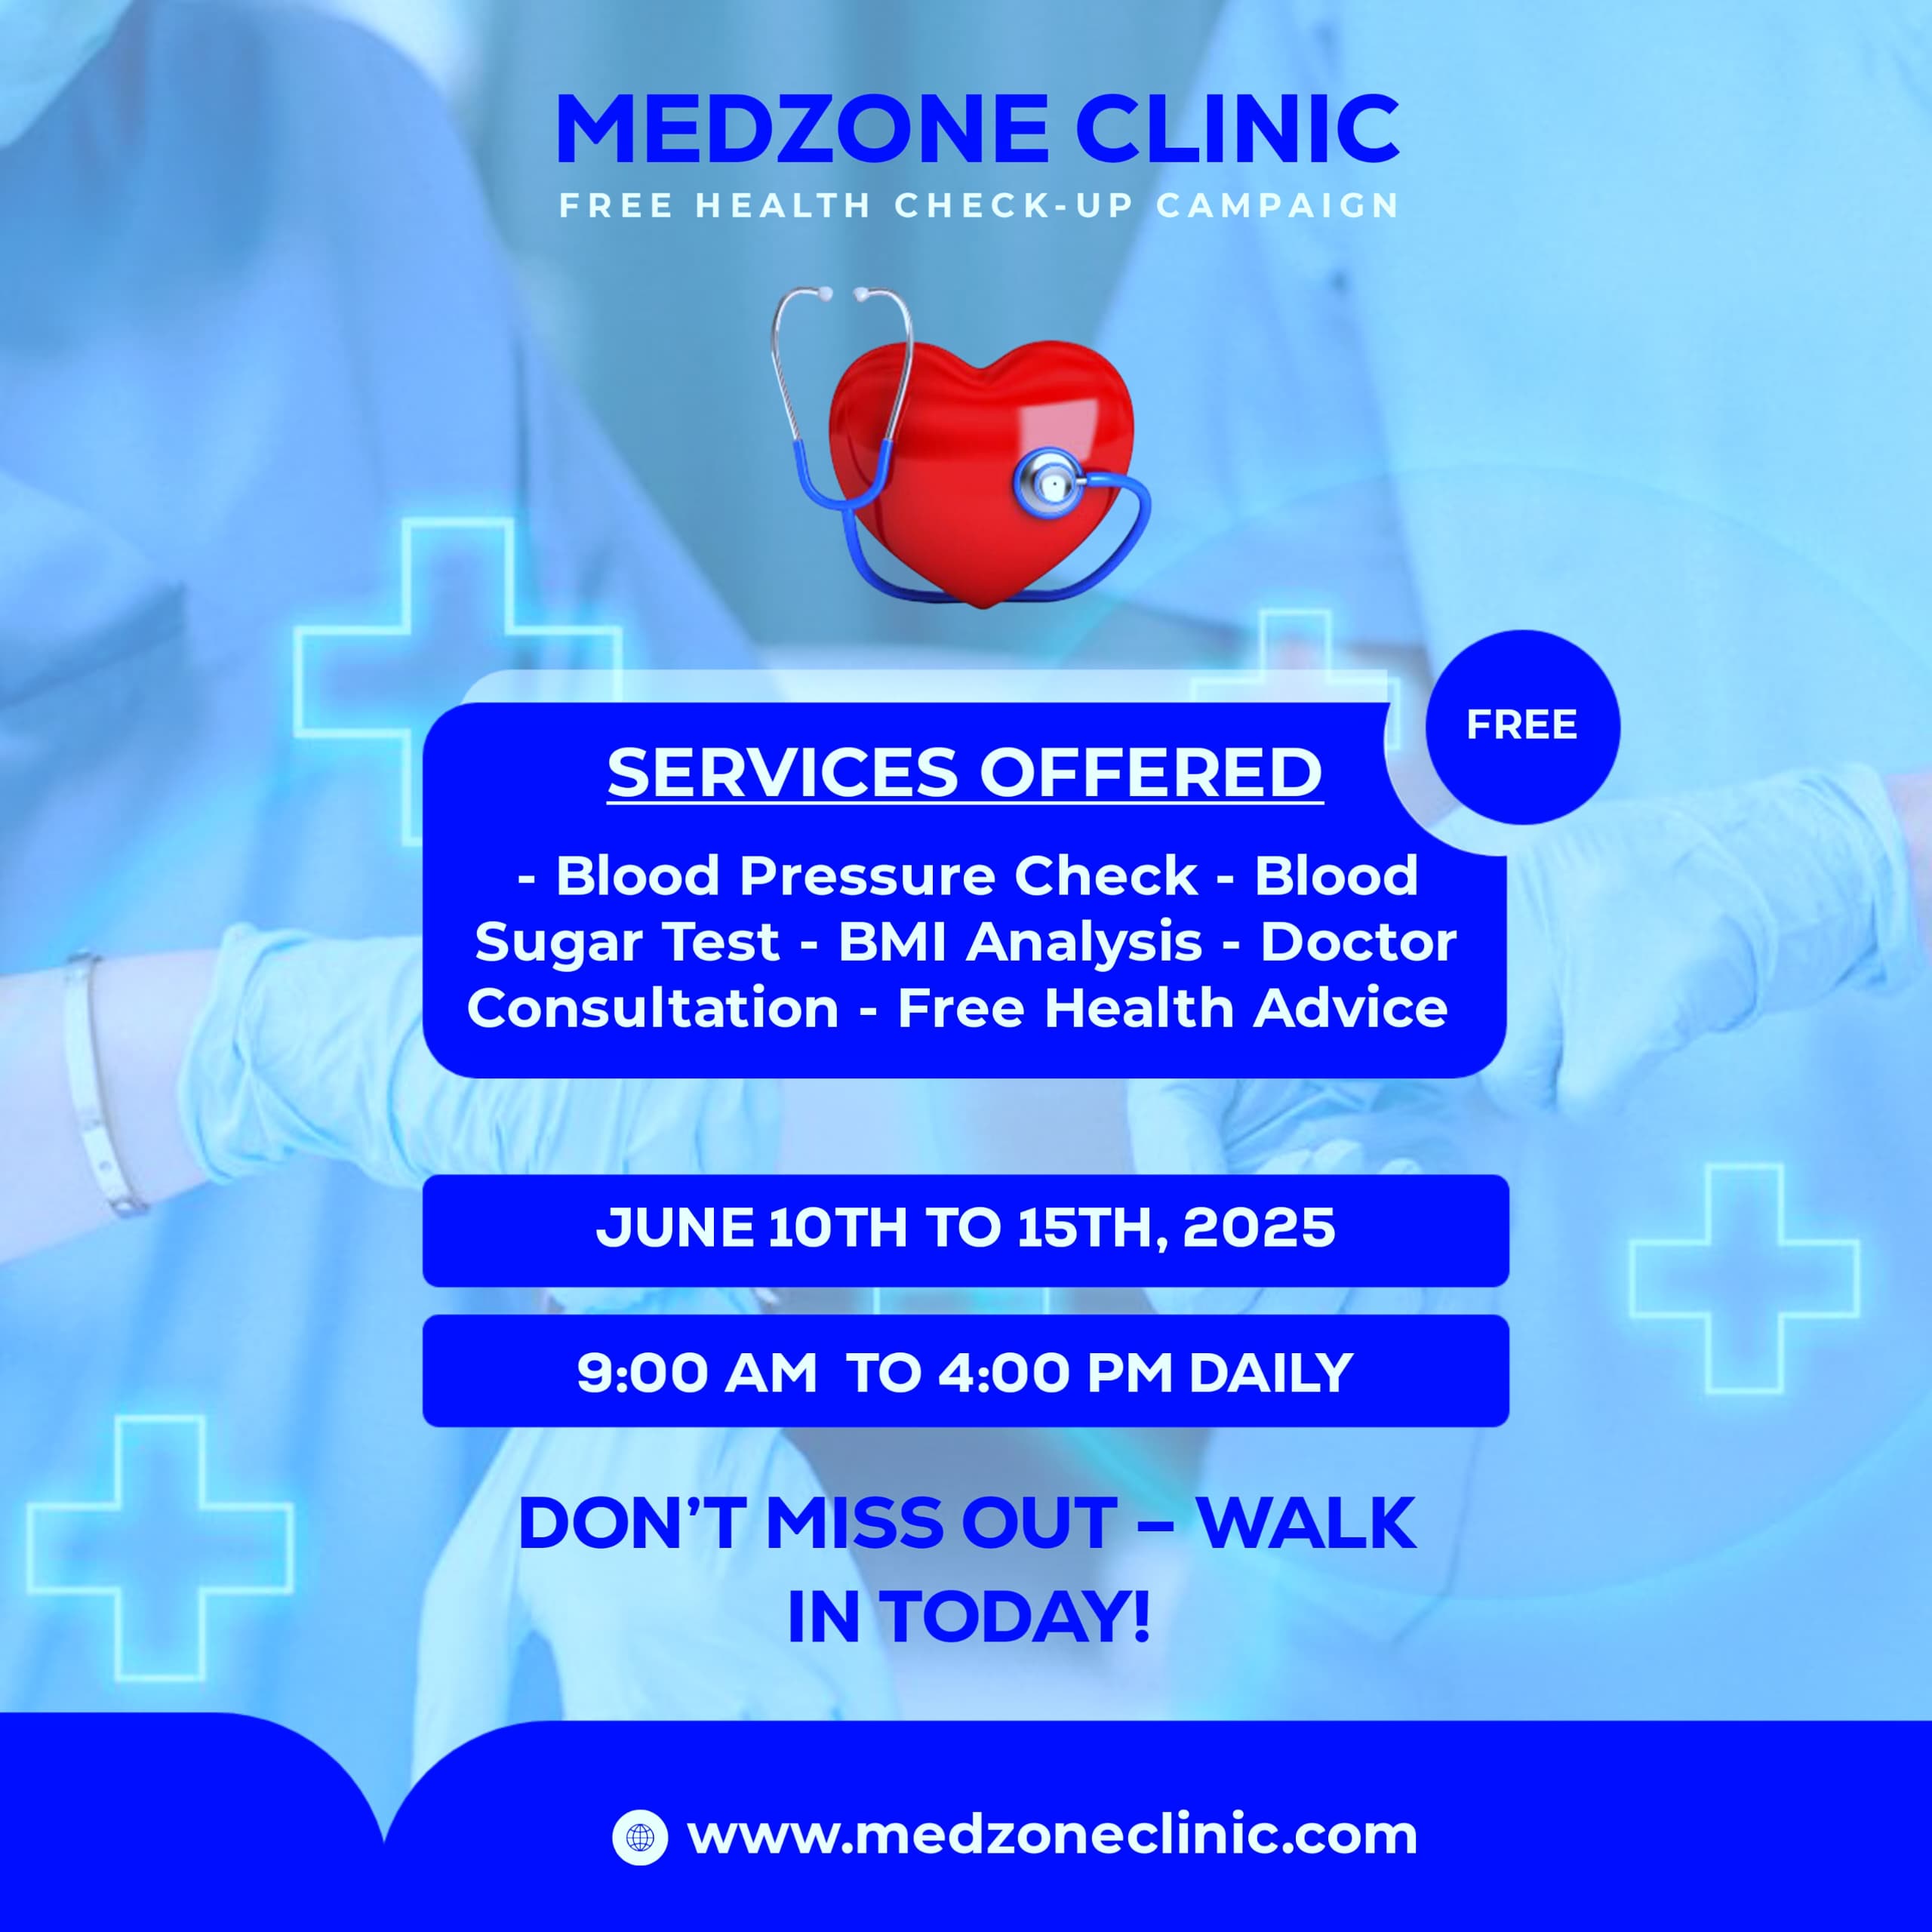 MEDZONE CLINIC
FREE HEALTH CHECK-UP CAMPAIGN
FREE
SERVICES OFFERED
- Blood Pressure Check - Blood
Sugar Test - BMI Analysis - Doctor
Consultation - Free Health Advice
JUNE 10TH TO 15TH, 2025
9:00 AM  TO 4:00 PM DAILY
DON’T MISS OUT – WALK
IN TODAY!
www.medzoneclinic.com